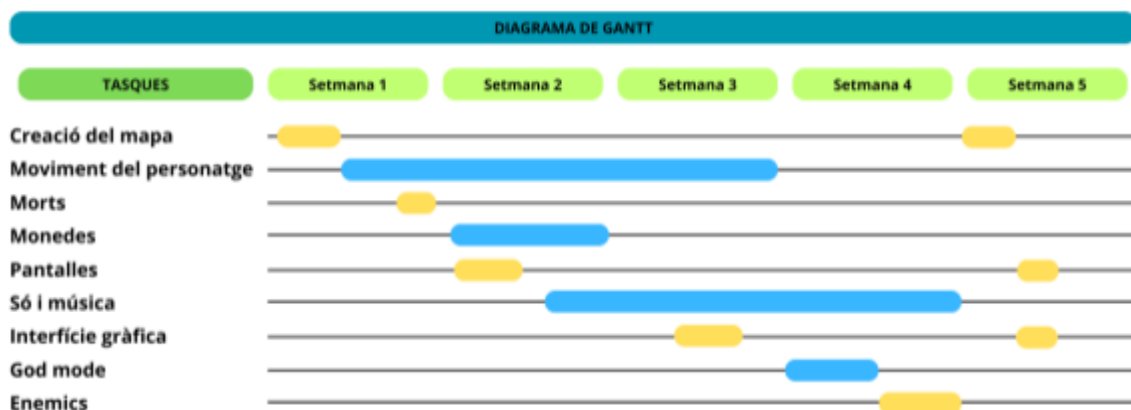 DIAGRAMA DE GANTT
TASQUES Setmana 1 Setmana 2 Setmana 3 Setmana 4 Setmana 5
Creació del mapa
Moviment del personatge
Morts
Monedes
Pantalles
Só i música
Interfície gràfica
God mode
Enemics